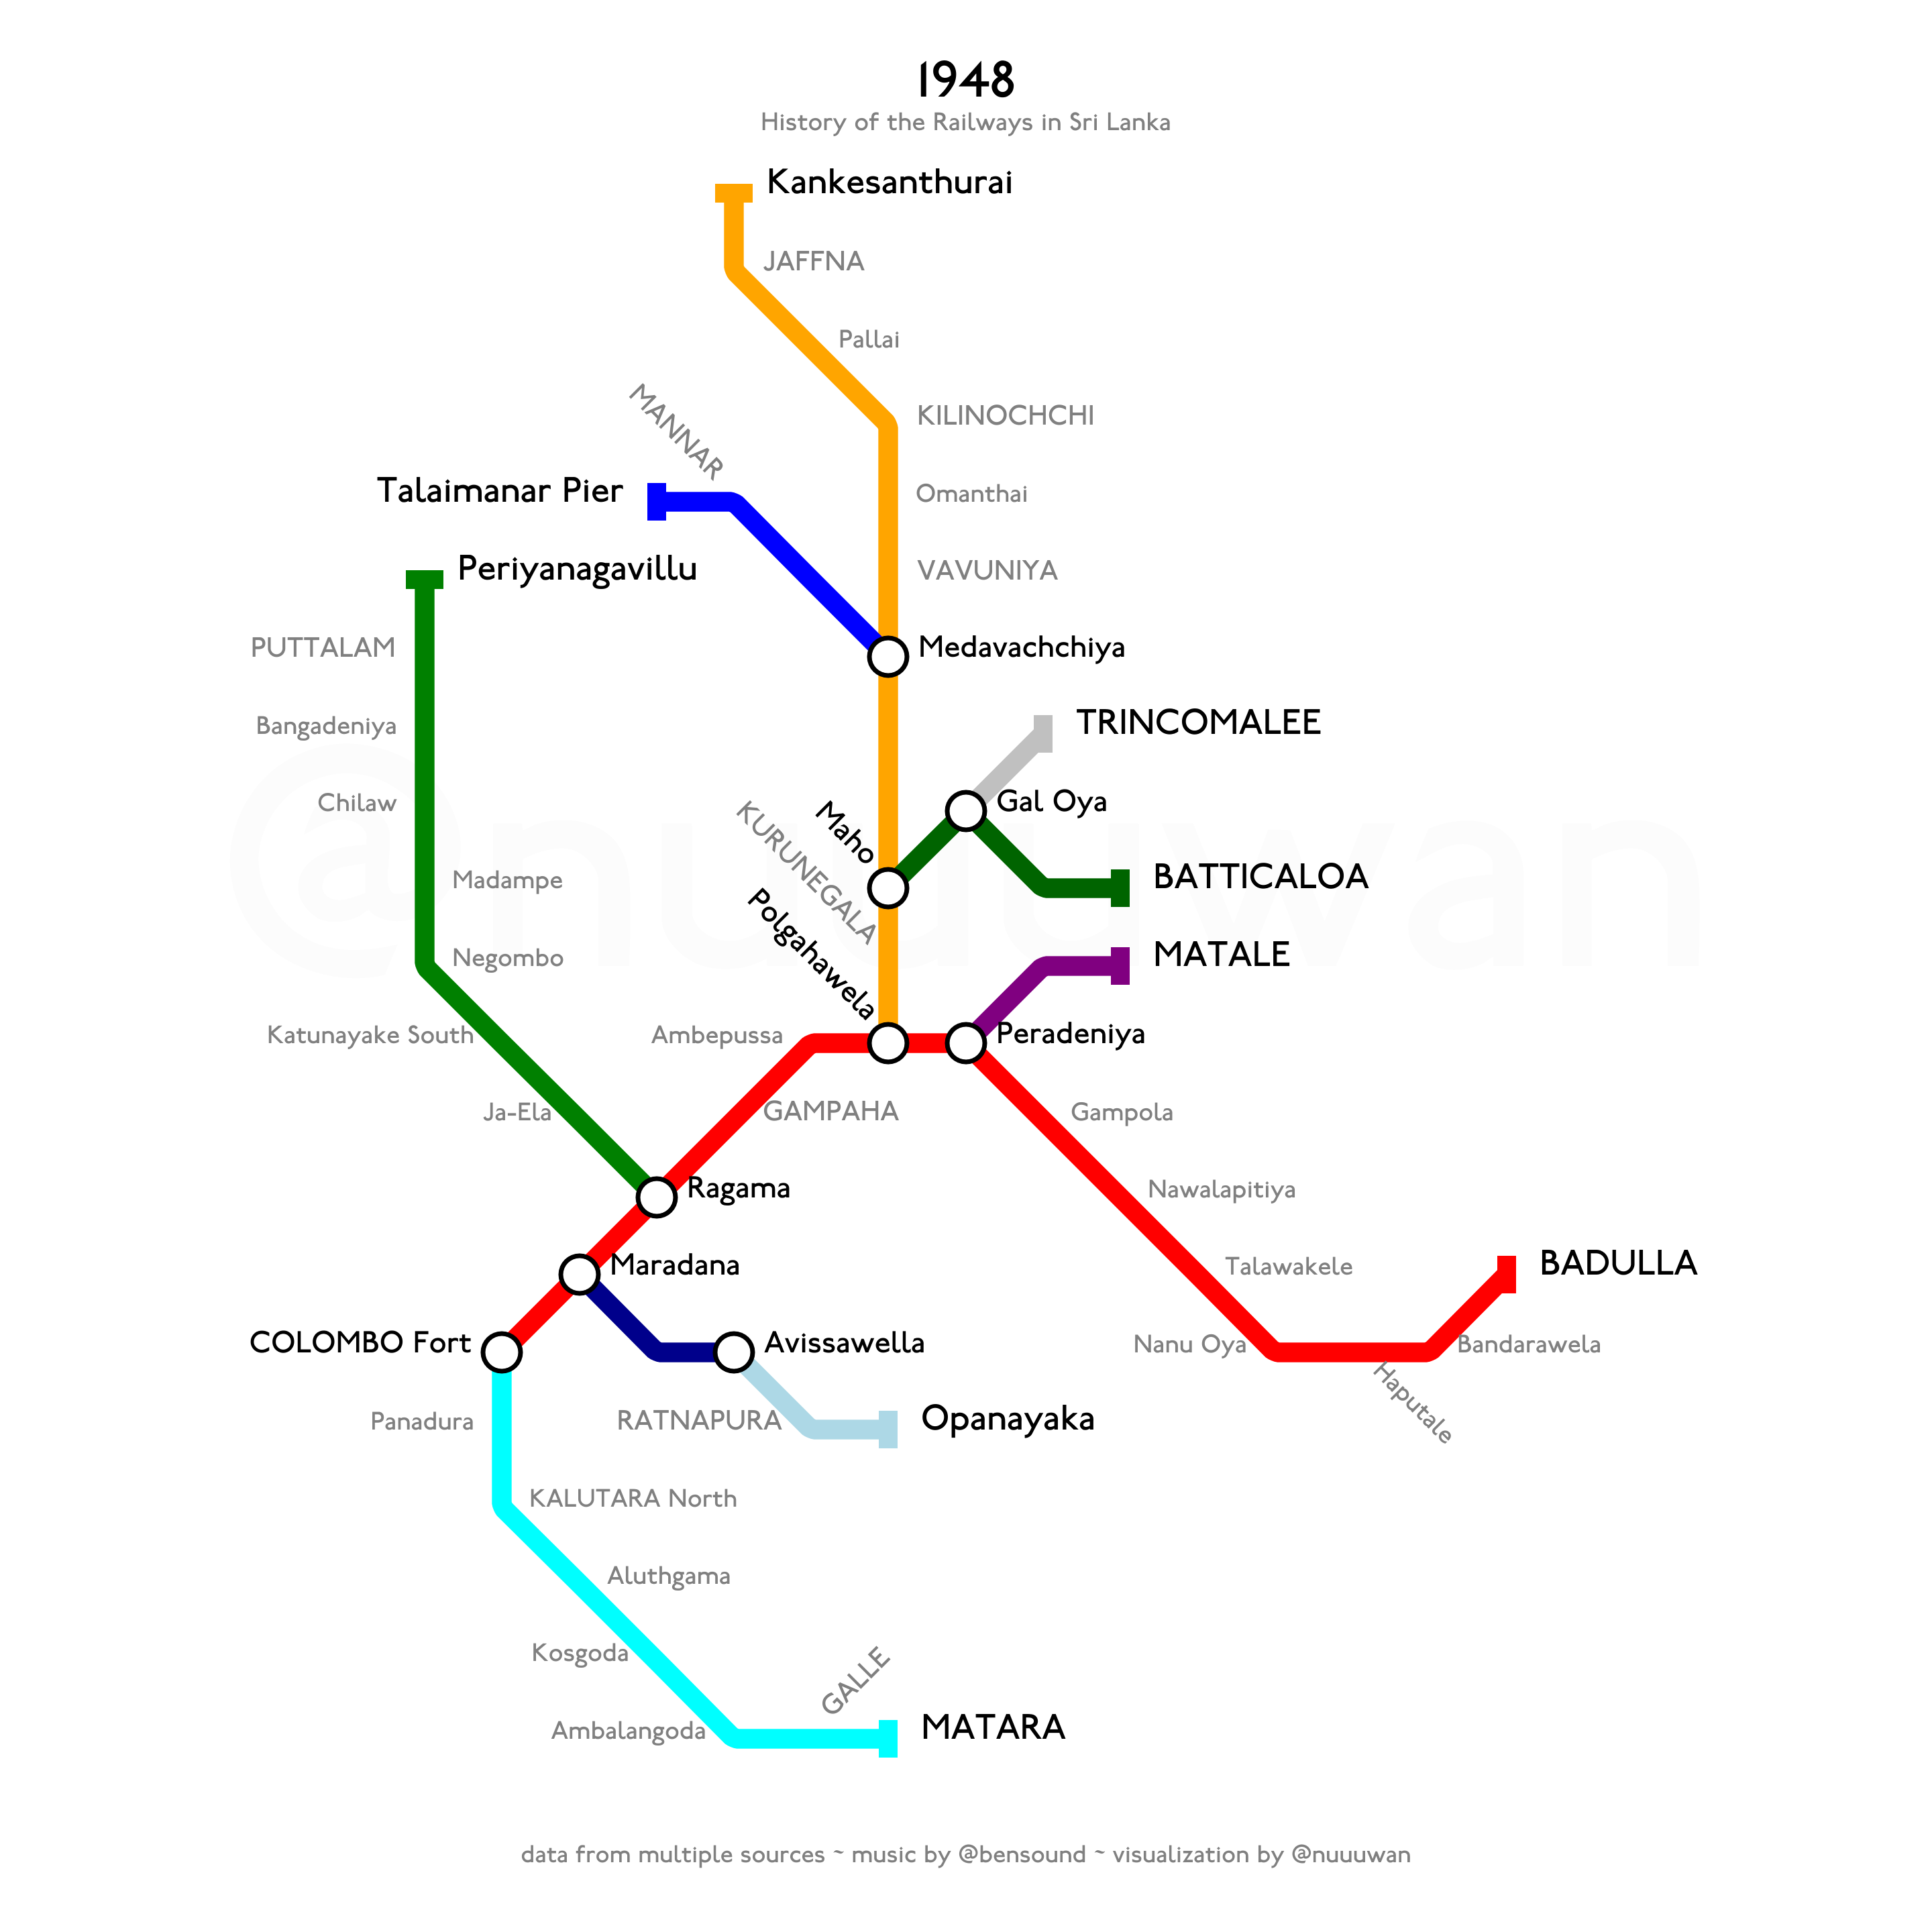 1948
History of the Railways in Sri Lanka
Kankesanthurai
JAFFNA
Pallai
MANNAR
KILINOCHCHI
Talaimanar Pier
Omanthai
Periyanagavillu
VAVUNIYA
PUTTALAM
Medavachchiya
Bangadeniya
TRINCOMALEE
Chilaw
Maho
Gal Oya
KURUNEGALA
@nuuuwan
Madampe
BATTICALOA
Polgahawela
Negombo
MATALE
Katunayake South
Ambepussa
Peradeniya
Ja-Ela
GAMPAHA
Gampola
Ragama
Nawalapitiya
Maradana
Talawakele
BADULLA
COLOMBO Fort
Avissawella
Nanu Oya
Bandarawela
Haputale
Panadura
RATNAPURA
Opanayaka
KALUTARA North
Aluthgama
Kosgoda
GALLE
Ambalangoda
MATARA
data from multiple sources ~ music by @bensound ~ visualization by @nuuuwan